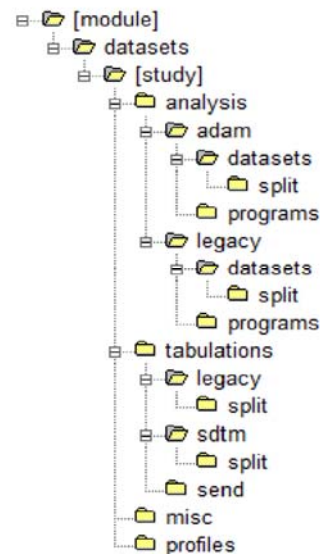 [module]
datasets
[study]
analysis
adam
datasets
split
programs
legacy
datasets
split
programs
tabulations
legacy
split
sdtm
split
send
misc
profiles